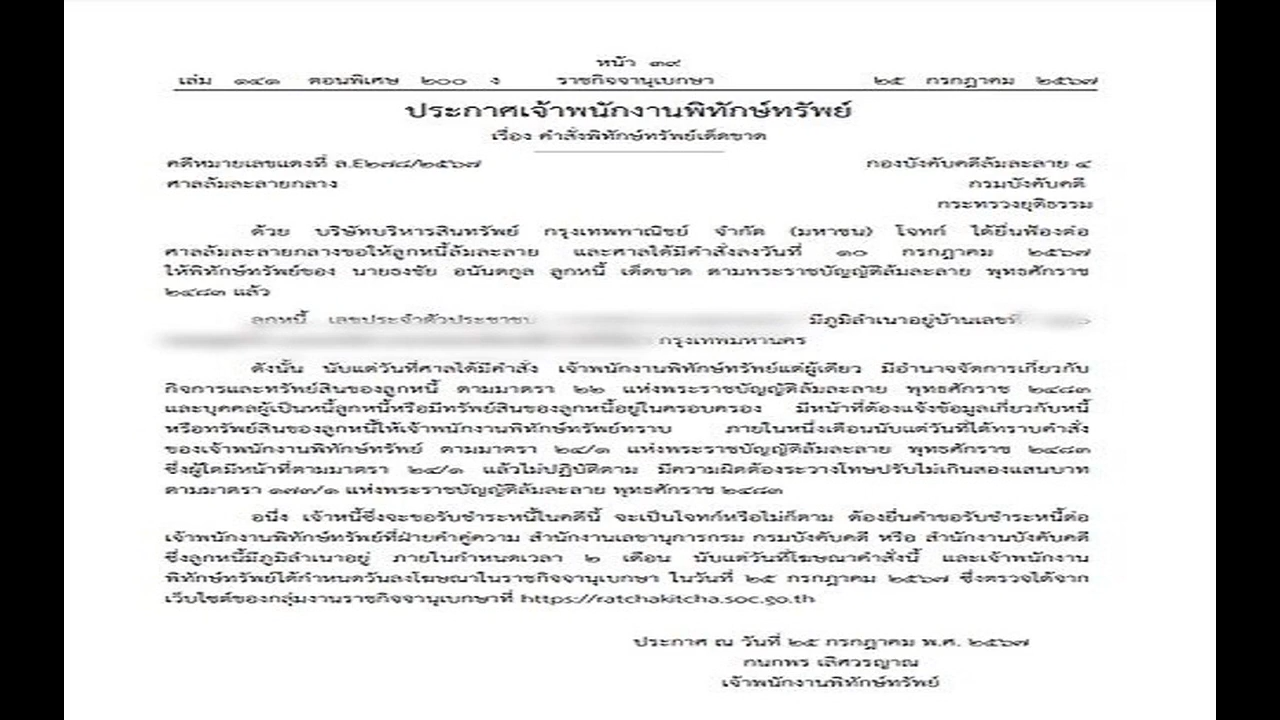 หน้า ๓๙
เล่ม ๑๔๑ ตอนพิเศษ ๒๐๐ ง ราชกิจจานุเบกษา ๒๕ กรกฎาคม ๒๕๖๗
ประกาศเจ้าพนักงานพิทักษ์ทรัพย์
เรื่อง คำสั่งพิทักษ์ทรัพย์เด็ดขาด
คดีหมายเลขแดงที่ ล.E๒๗๘/๒๕๖๗ กองบังคับคดีล้มละลาย ๔
ศาลล้มละลายกลาง กรมบังคับคดี
กระทรวงยุติธรรม
ด้วย บริษัทบริหารสินทรัพย์ กรุงเทพพาณิชย์ จำกัด (มหาชน) โจทก์ ได้ยื่นฟ้องต่อ
ศาลล้มละลายกลางขอให้ลูกหนี้ล้มละลาย และศาลได้มีคำสั่งลงวันที่ ๑๐ กรกฎาคม ๒๕๖๗
ให้พิทักษ์ทรัพย์ของ นายธงชัย อนันตกูล ลูกหนี้ เด็ดขาด ตามพระราชบัญญัติล้มละลาย พุทธศักราช
๒๔๘๓ แล้ว
ลูกหนี้ เลขประจำตัวประชาชน มีภูมิลำเนาอยู่บ้านเลขที่
กรุงเทพมหานคร
ดังนั้น นับแต่วันที่ศาลได้มีคำสั่ง เจ้าพนักงานพิทักษ์ทรัพย์แต่ผู้เดียว มีอำนาจจัดการเกี่ยวกับ
กิจการและทรัพย์สินของลูกหนี้ ตามมาตรา ๒๒ แห่งพระราชบัญญัติล้มละลาย พุทธศักราช ๒๔๘๓
และบุคคลผู้เป็นหนี้ลูกหนี้หรือมีทรัพย์สินของลูกหนี้อยู่ในครอบครอง มีหน้าที่ต้องแจ้งข้อมูลเกี่ยวกับหนี้
หรือทรัพย์สินของลูกหนี้ให้เจ้าพนักงานพิทักษ์ทรัพย์ทราบ ภายในหนึ่งเดือนนับแต่วันที่ได้ทราบคำสั่ง
ของเจ้าพนักงานพิทักษ์ทรัพย์ ตามมาตรา ๒๔/๑ แห่งพระราชบัญญัติล้มละลาย พุทธศักราช ๒๔๘๓
ซึ่งผู้ใดมีหน้าที่ตามมาตรา ๒๔/๑ แล้วไม่ปฏิบัติตาม มีความผิดต้องระวางโทษปรับไม่เกินสองแสนบาท
ตามมาตรา ๑๗๓/๑ แห่งพระราชบัญญัติล้มละลาย พุทธศักราช ๒๔๘๓
อนึ่ง เจ้าหนี้ซึ่งจะขอรับชำระหนี้ในคดีนี้ จะเป็นโจทก์หรือไม่ก็ตาม ต้องยื่นคำขอรับชำระหนี้ต่อ
เจ้าพนักงานพิทักษ์ทรัพย์ที่ฝ่ายคำคู่ความ สำนักงานเลขานุการกรม กรมบังคับคดี หรือ สำนักงานบังคับคดี
ซึ่งลูกหนี้มีภูมิลำเนาอยู่ ภายในกำหนดเวลา ๒ เดือน นับแต่วันที่โฆษณาคำสั่งนี้ และเจ้าพนักงาน
พิทักษ์ทรัพย์ได้กำหนดวันลงโฆษณาในราชกิจจานุเบกษา ในวันที่ ๒๕ กรกฎาคม ๒๕๖๗ ซึ่งตรวจได้จาก
เว็บไซต์ของกลุ่มงานราชกิจจานุเบกษาที่ https://ratchakitcha.soc.go.th
ประกาศ ณ วันที่ ๒๕ กรกฎาคม พ.ศ. ๒๕๖๗
กนกพร เลิศวรญาณ
เจ้าพนักงานพิทักษ์ทรัพย์